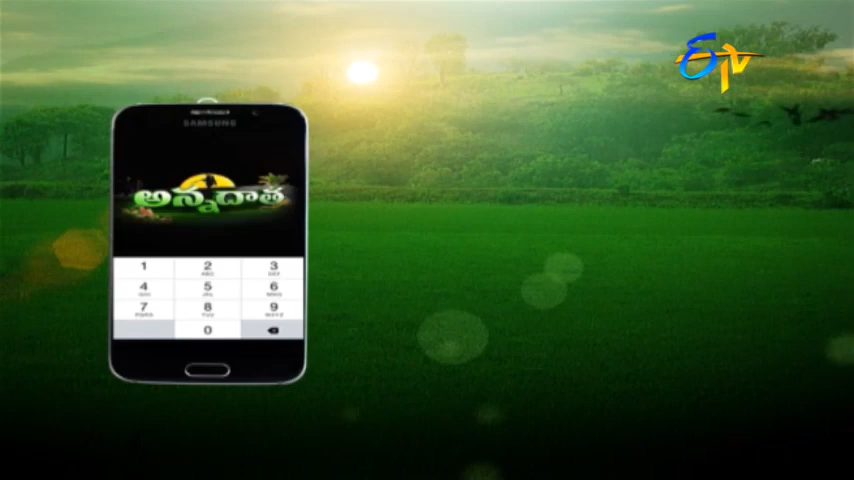 ETV
SAMSUNG
అన్నదాత
1 2 3
ABC DEF
4 5 6
GHI JKL MNO
7 8 9
PQRS TUV WXYZ
0